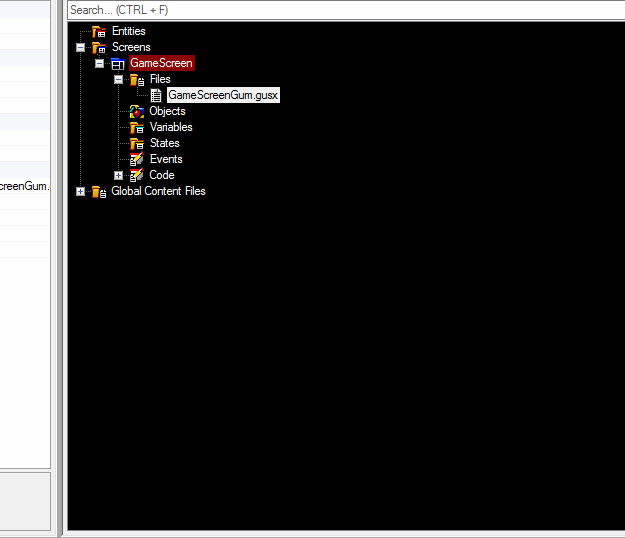 Search... (CTRL + F)
Entities
Screens
GameScreen
Files
GameScreenGum.gusx
Objects
Variables
States
Events
Code
creenGum.
Global Content Files